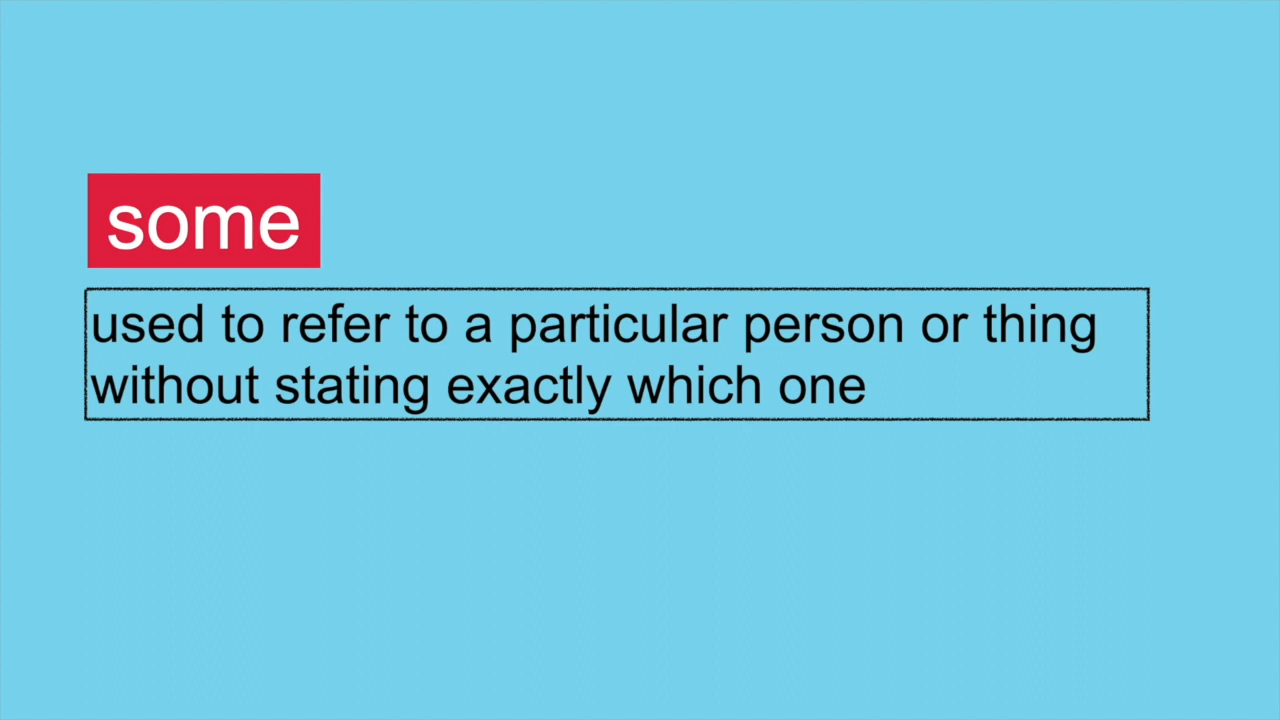 some
used to refer to a particular person or thing
without stating exactly which one